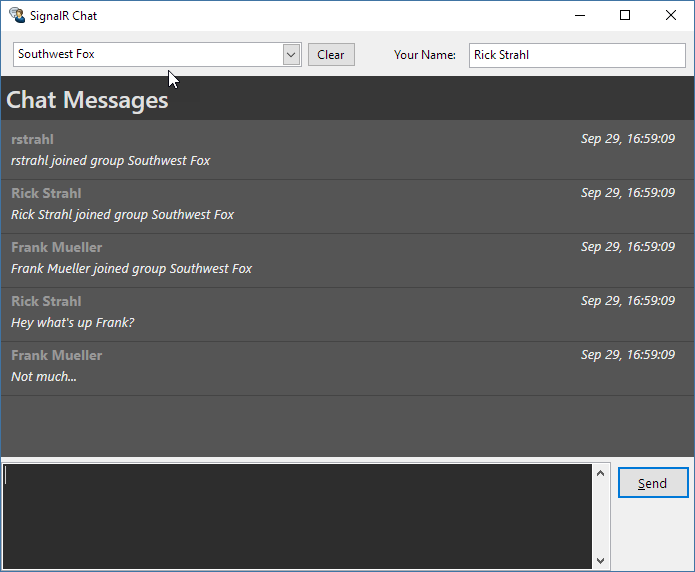 SignalR Chat
Southwest Fox
Clear
Your Name:
Rick Strahl
Chat Messages
rstrahl
Sep 29, 16:59:09
rstrahl joined group Southwest Fox
Rick Strahl
Sep 29, 16:59:09
Rick Strahl joined group Southwest Fox
Frank Mueller
Sep 29, 16:59:09
Frank Mueller joined group Southwest Fox
Rick Strahl
Sep 29, 16:59:09
Hey what's up Frank?
Frank Mueller
Sep 29, 16:59:09
Not much...
Send